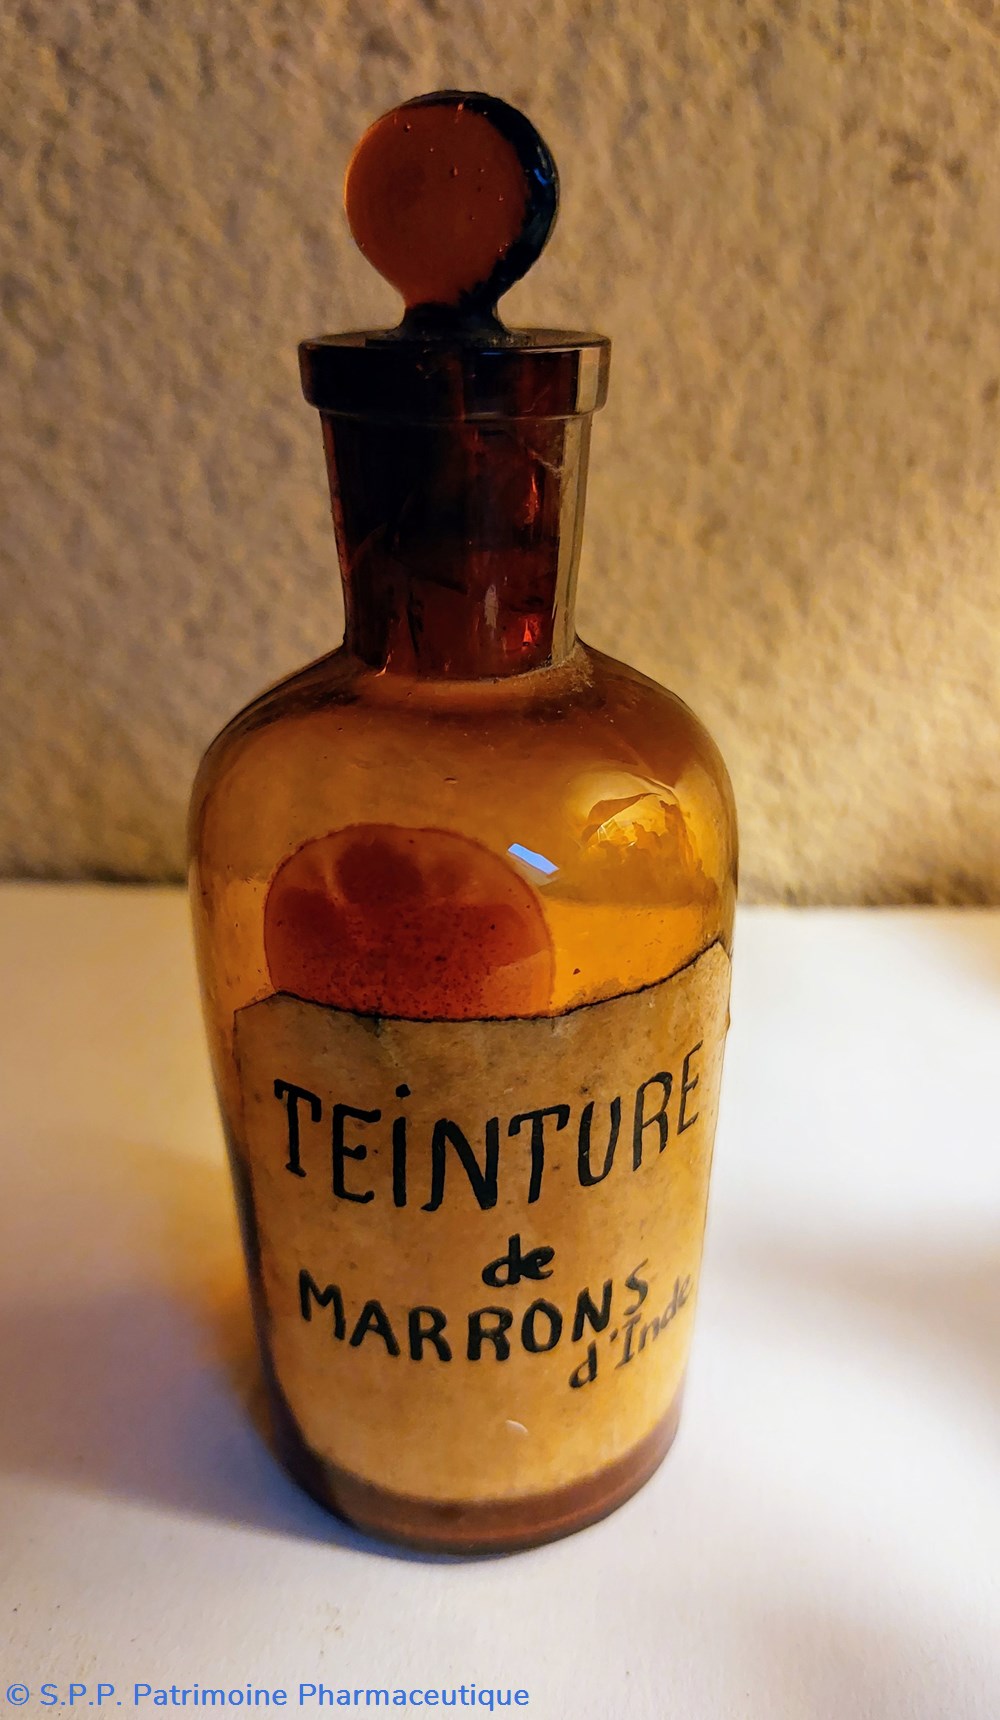 TEINTURE
de
MARRONS
d'Inde
© S.P.P. Patrimoine Pharmaceutique